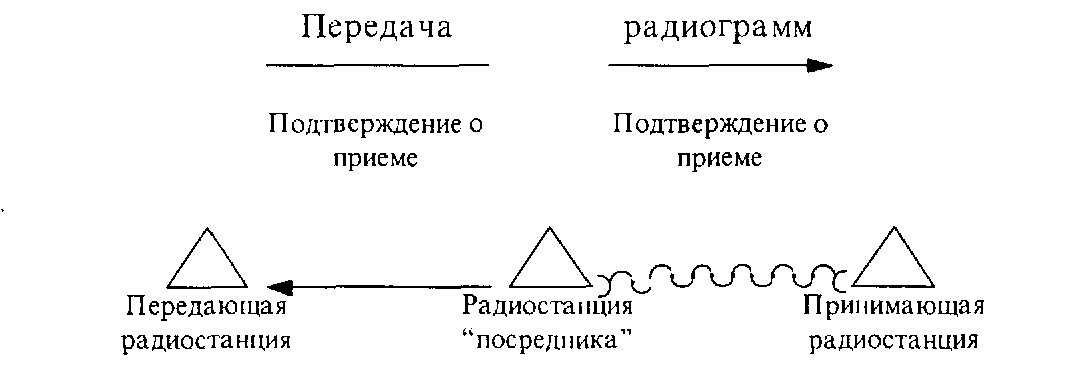 Передача радиограмм
Подтверждение о Подтверждение о
приеме приеме
Передающая Радиостанция Принимающая
радиостанция “посредника” радиостанция